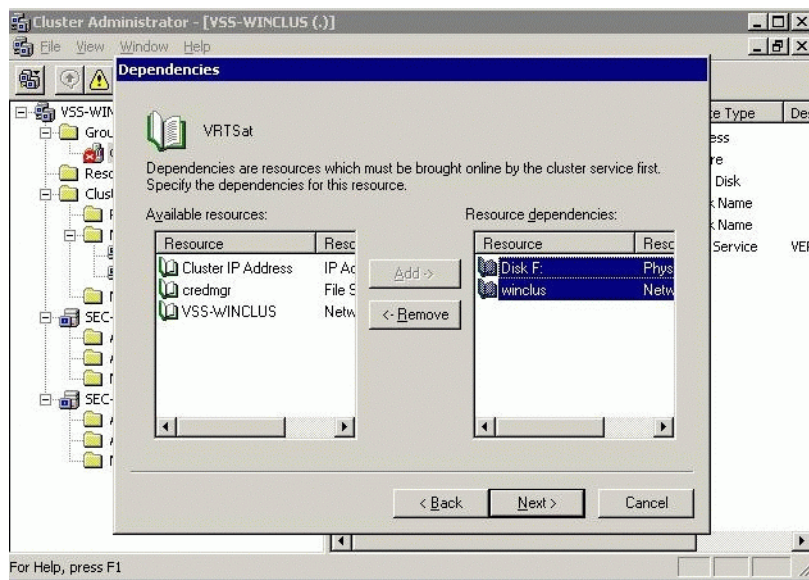 Cluster Administrator - [VSS-WINCLUS (.)]
File View Window Help
Dependencies
VSS-WIN
Grou
Resc
Clust
SEC-
SEC-
VRTSat
Dependencies are resources which must be brought online by the cluster service first.
Specify the dependencies for this resource.
Available resources:
Resource Resc
Cluster IP Address IP Ac
credmgr File S
VSS-WINCLUS Netw
Add ->
<- Remove
Resource dependencies:
Resource Resc
Disk F: Phys
winclus Netw
< Back Next > Cancel
e Type De
ess
re
Disk
k Name
k Name
Service VER
For Help, press F1